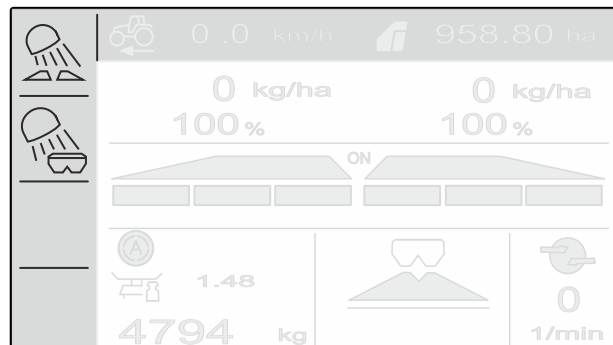 0.0 km/h 958.80 ha
0 kg/ha 0 kg/ha
100% 100%
ON
A
1.48
0
4794 kg 1/min